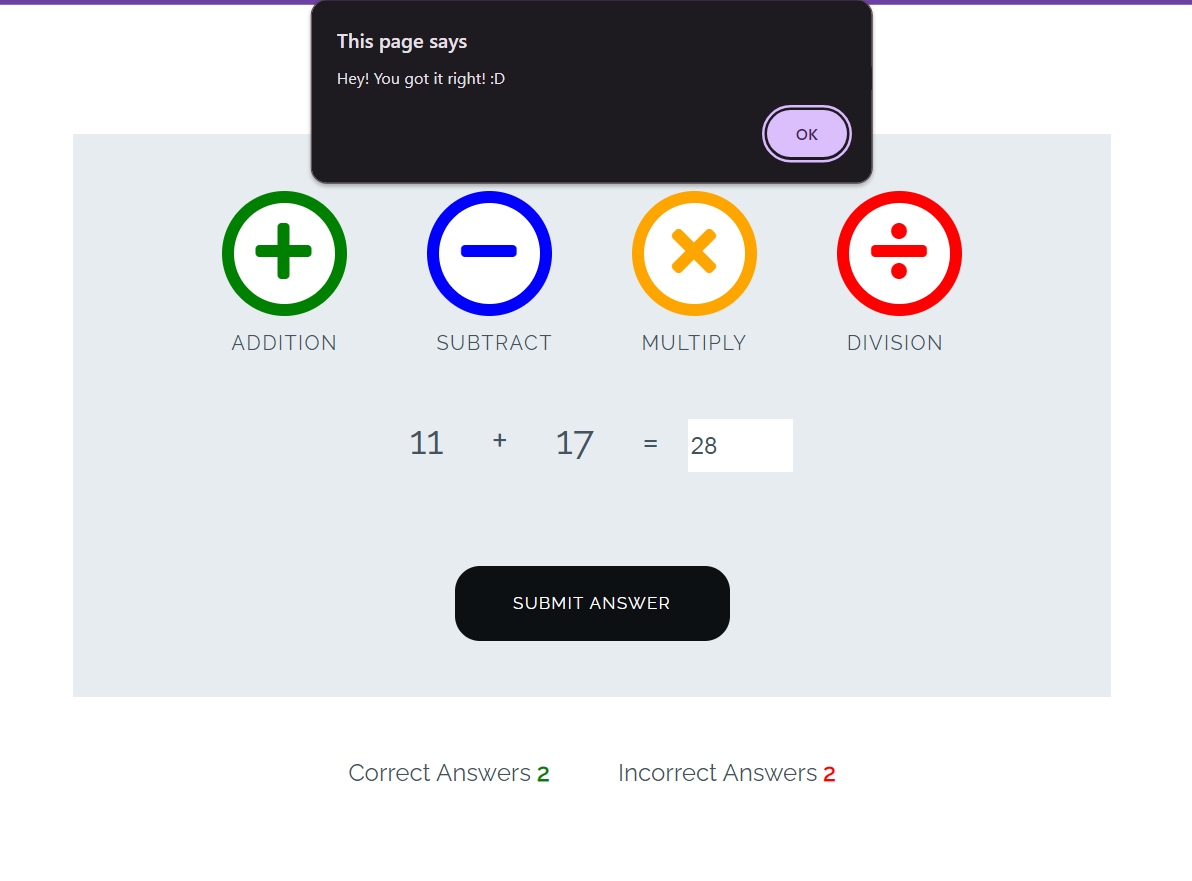 This page says
Hey! You got it right! :D
OK
ADDITION SUBTRACT MULTIPLY DIVISION
11 + 17 = 28
SUBMIT ANSWER
Correct Answers 2 Incorrect Answers 2